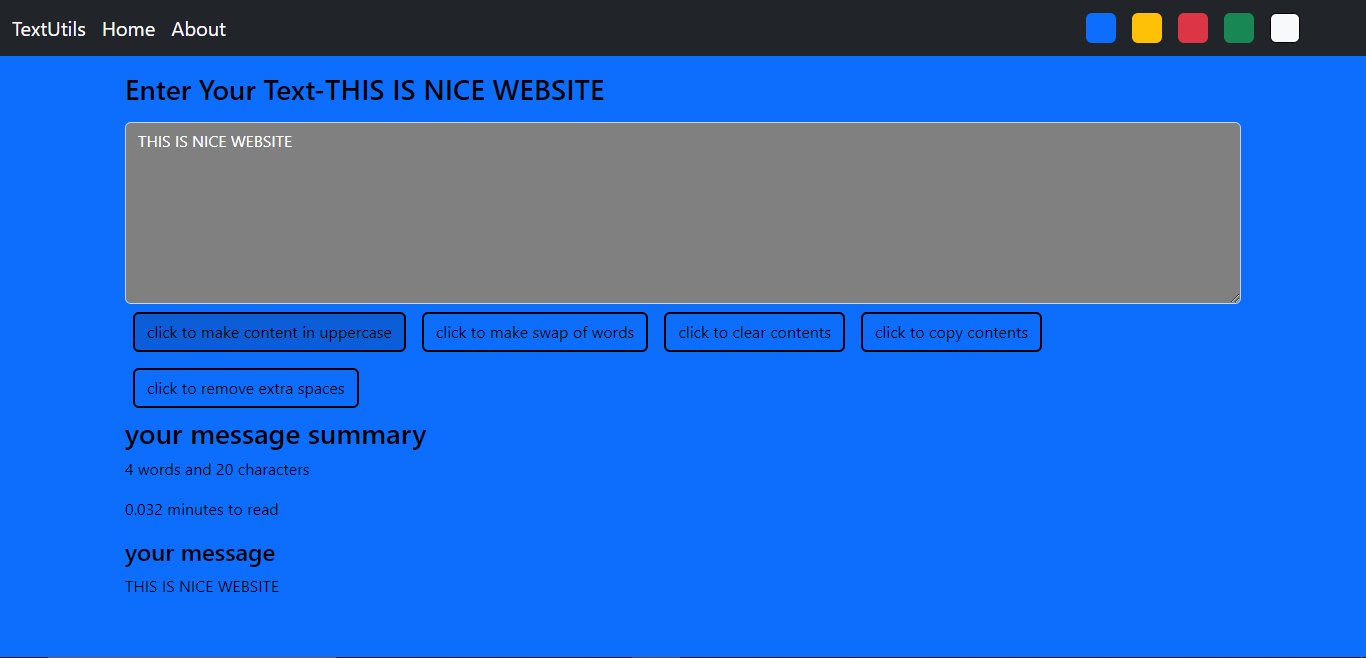 TextUtils Home About
Enter Your Text-THIS IS NICE WEBSITE
THIS IS NICE WEBSITE
click to make content in uppercase click to make swap of words click to clear contents click to copy contents
click to remove extra spaces
your message summary
4 words and 20 characters
0.032 minutes to read
your message
THIS IS NICE WEBSITE